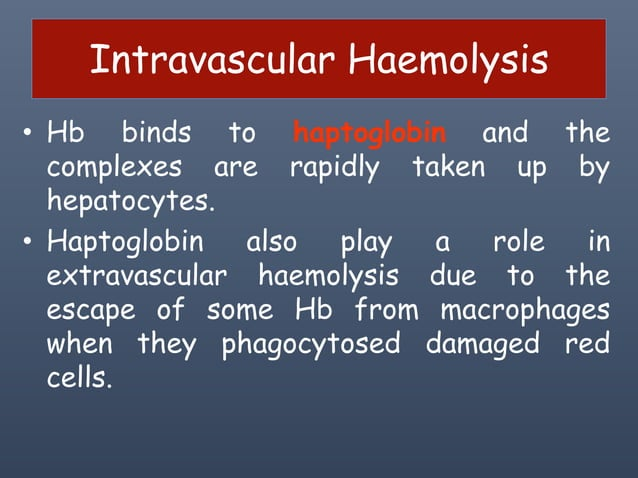 Intravascular Haemolysis
• Hb binds to haptoglobin and the
complexes are rapidly taken up by
hepatocytes.
• Haptoglobin also play a role in
extravascular haemolysis due to the
escape of some Hb from macrophages
when they phagocytosed damaged red
cells.